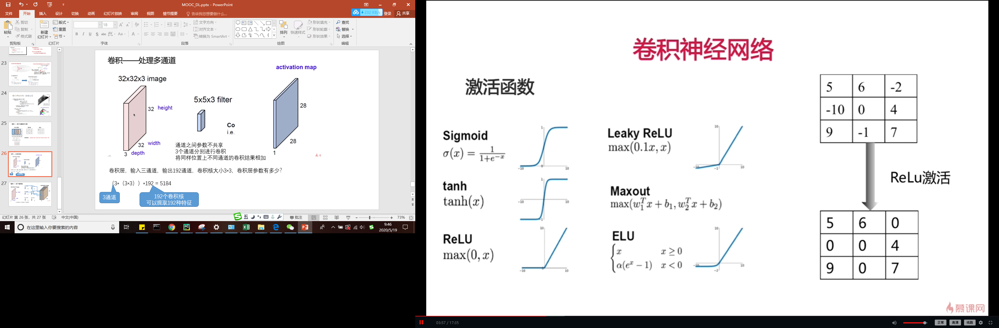 MOOC_DL.pptx - PowerPoint
232 KB/s
文件 开始 插入 设计 切换 动画 幻灯片放映 审阅 视图 情节提要 告诉我您想要做什么... 登录 共享
粘贴 剪切 复制 格式刷 剪贴板
新建 幻灯片 版式 重置 节 幻灯片
18
B I U S abc AV Aa A 字体
文字方向 对齐文本 转换为 SmartArt 段落
排列 快速样式 形状填充 形状轮廓 形状效果 绘图
查找 替换 选择 编辑
23
24
25
26
27
卷积——处理多通道
activation map
32x32x3 image
5x5x3 filter
32 height
28
Co
i.e.
32 width
28
3 depth
1
通道之间参数不共享
3个通道分别进行卷积
将同样位置上不同通道的卷积结果相加
卷积层，输入三通道，输出192通道，卷积核大小3*3，卷积层参数有多少？
（3*（3*3））*192 = 5184
3通道
192个卷积核
可以提取192种特征
幻灯片 第 26 张，共 27 张 中文(中国) 五 批注 73%
在这里输入你要搜索的内容
9:46
2020/5/19
卷积神经网络
激活函数
Sigmoid
σ(x) = 1/(1+e^{-x})
1
-10 0 10
tanh
tanh(x)
1
-10 10
-1
ReLU
max(0, x)
10
-10 0 10
Leaky ReLU
max(0.1x, x)
10
-10 -1 10
Maxout
max(w_1^T x + b_1, w_2^T x + b_2)
ELU
x x ≥ 0
α(e^x − 1) x < 0
10
-10 -2 10
5 6 -2
-10 0 4
9 -1 7
ReLu激活
5 6 0
0 0 4
9 0 7
慕课网
03:57 / 17:35
正常 高清 线路